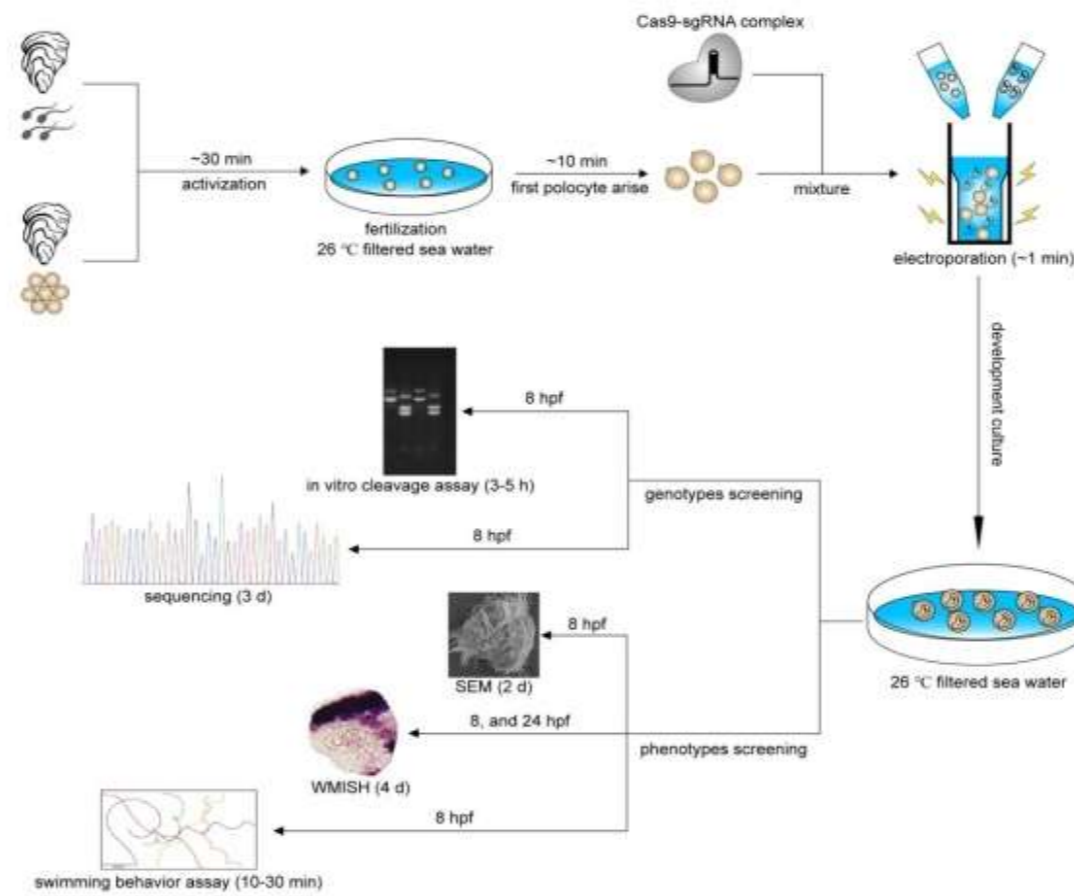 Cas9-sgRNA complex
~30 min
activization
fertilization
26 ℃ filtered sea water
~10 min
first polocyte arise
mixture
electroporation (~1 min)
development culture
26 ℃ filtered sea water
genotypes screening
8 hpf
in vitro cleavage assay (3-5 h)
8 hpf
sequencing (3 d)
phenotypes screening
8 hpf
SEM (2 d)
8, and 24 hpf
WMISH (4 d)
8 hpf
swimming behavior assay (10-30 min)